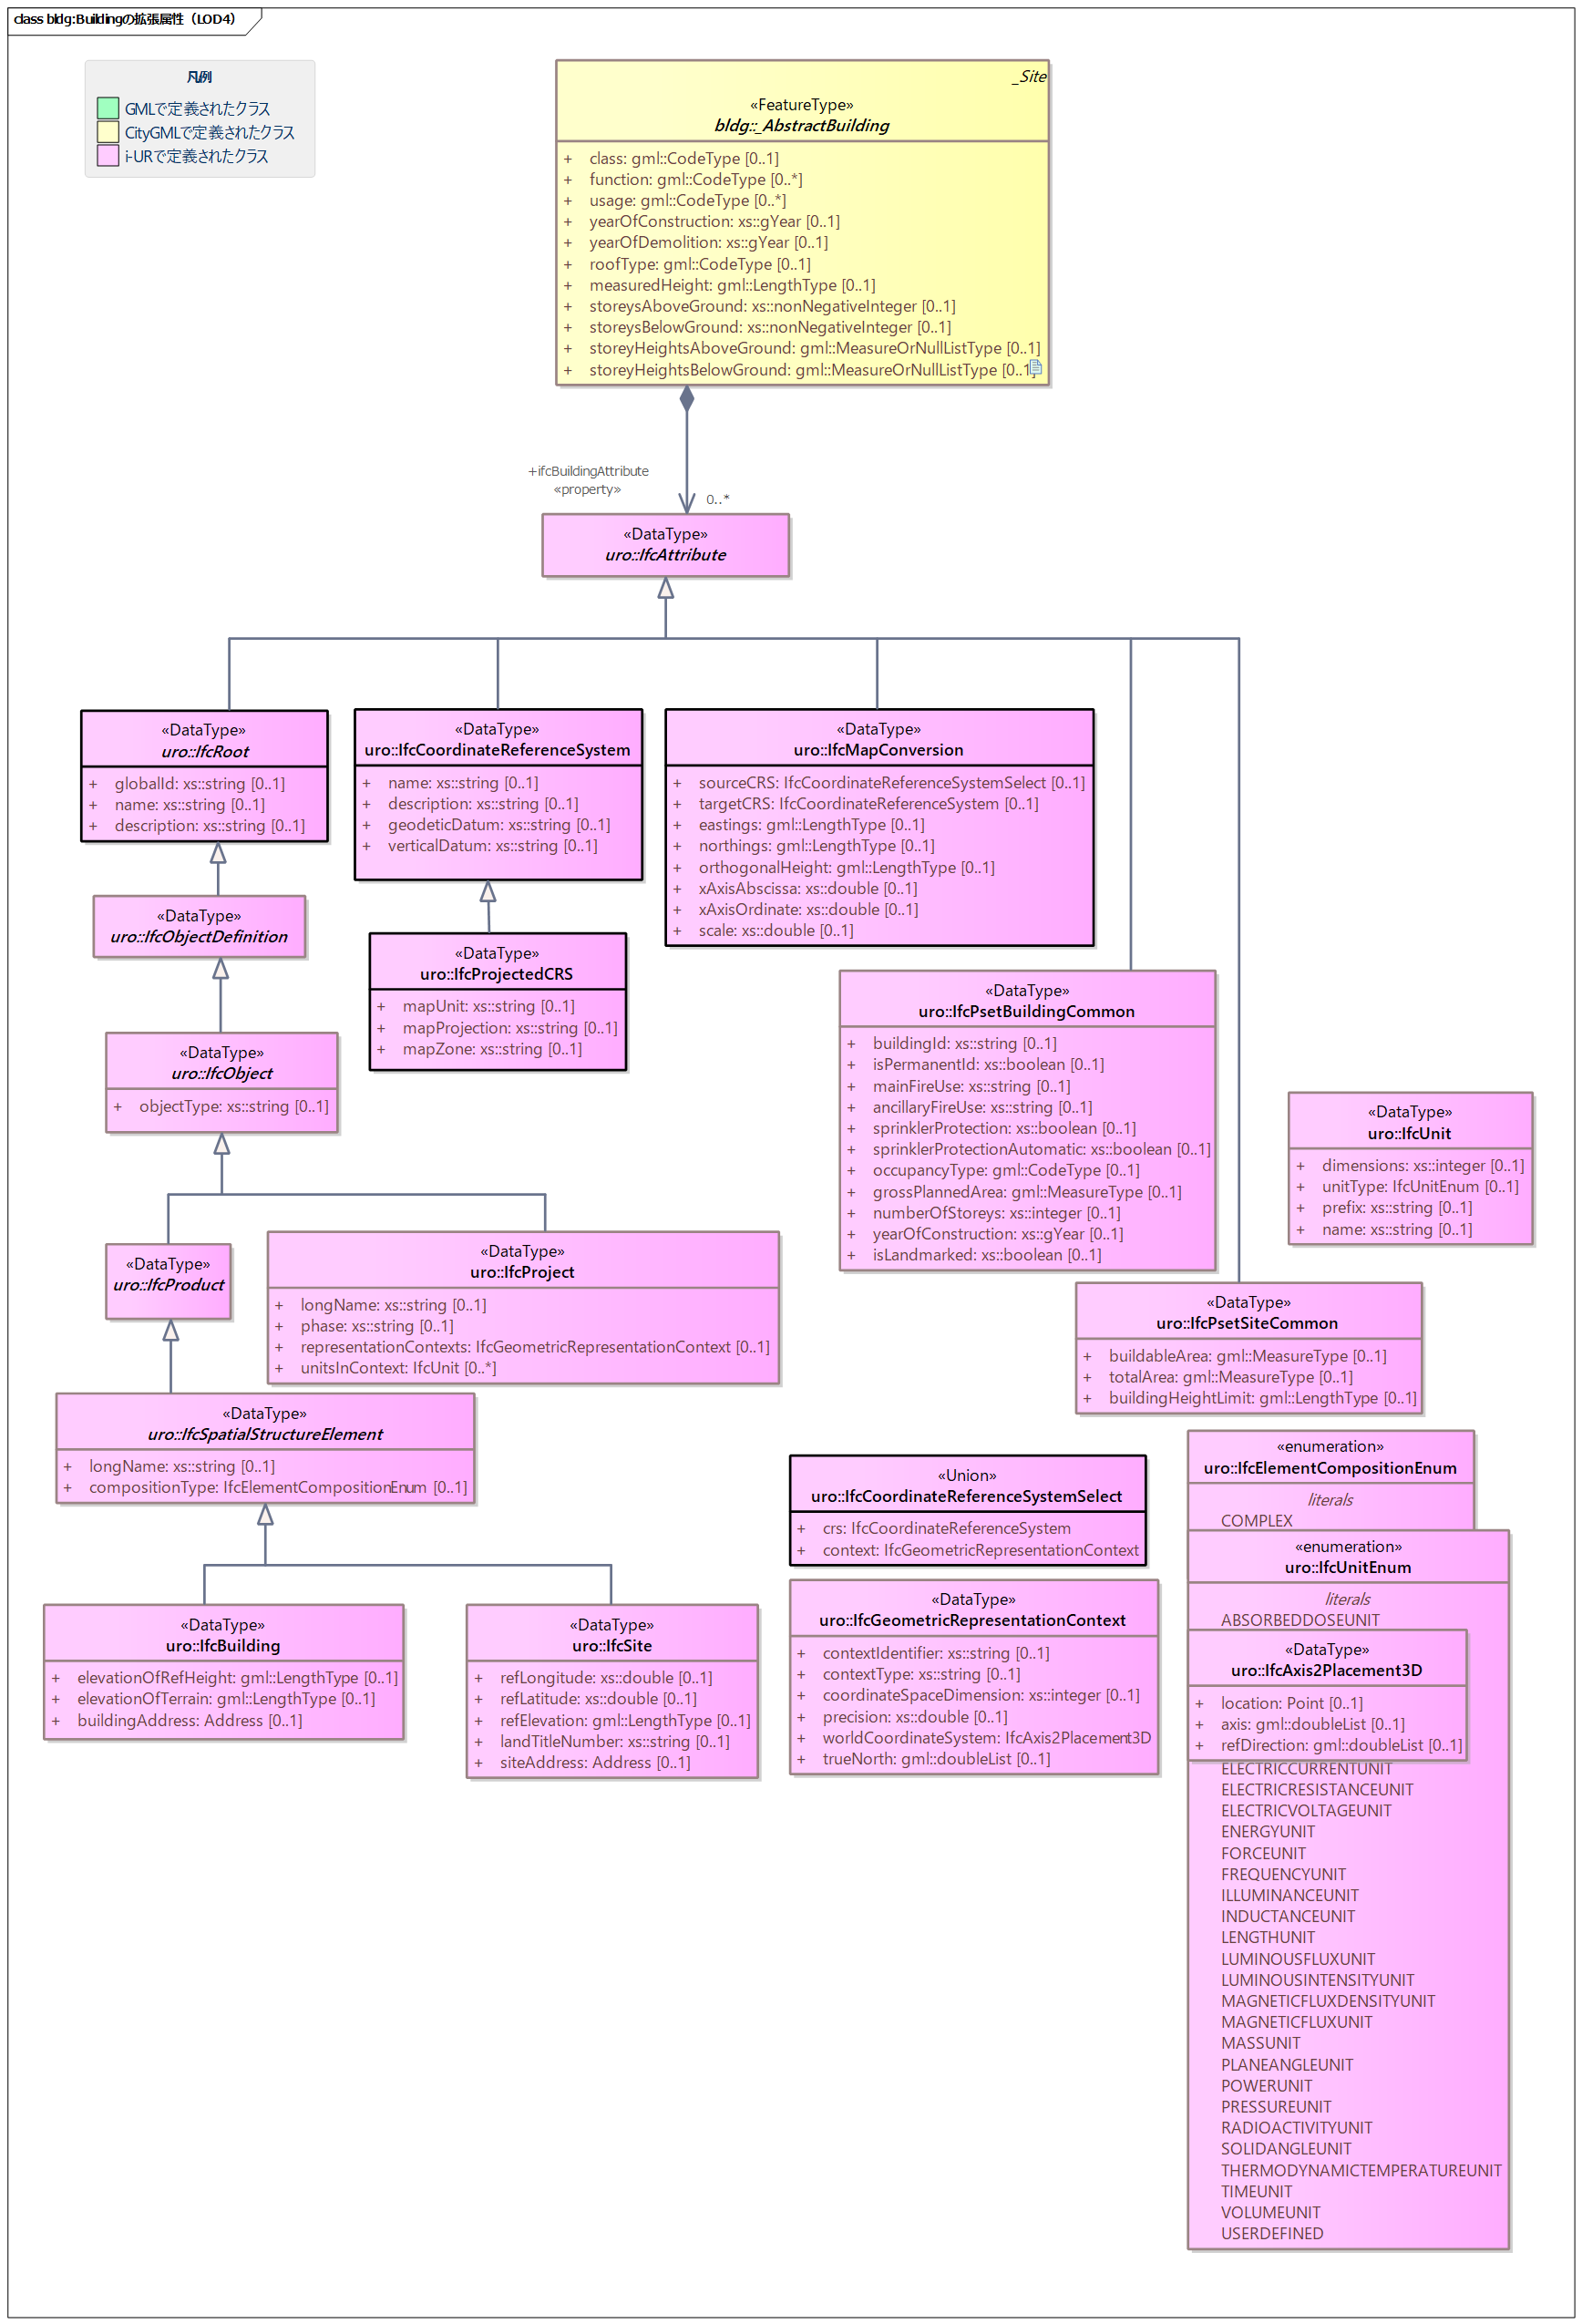 class bldg:Buildingの拡張属性（LOD4）
凡例
GMLで定義されたクラス
CityGMLで定義されたクラス
i-URで定義されたクラス
_Site
«FeatureType»
bldg::_AbstractBuilding
+ class: gml::CodeType [0..1]
+ function: gml::CodeType [0..*]
+ usage: gml::CodeType [0..*]
+ yearOfConstruction: xs::gYear [0..1]
+ yearOfDemolition: xs::gYear [0..1]
+ roofType: gml::CodeType [0..1]
+ measuredHeight: gml::LengthType [0..1]
+ storeysAboveGround: xs::nonNegativeInteger [0..1]
+ storeysBelowGround: xs::nonNegativeInteger [0..1]
+ storeyHeightsAboveGround: gml::MeasureOrNullListType [0..1]
+ storeyHeightsBelowGround: gml::MeasureOrNullListType [0..1]
+ifcBuildingAttribute
«property»
0..*
«DataType»
uro::IfcAttribute
«DataType»
uro::IfcRoot
+ globalId: xs::string [0..1]
+ name: xs::string [0..1]
+ description: xs::string [0..1]
«DataType»
uro::IfcCoordinateReferenceSystem
+ name: xs::string [0..1]
+ description: xs::string [0..1]
+ geodeticDatum: xs::string [0..1]
+ verticalDatum: xs::string [0..1]
«DataType»
uro::IfcMapConversion
+ sourceCRS: IfcCoordinateReferenceSystemSelect [0..1]
+ targetCRS: IfcCoordinateReferenceSystem [0..1]
+ eastings: gml::LengthType [0..1]
+ northings: gml::LengthType [0..1]
+ orthogonalHeight: gml::LengthType [0..1]
+ xAxisAbscissa: xs::double [0..1]
+ xAxisOrdinate: xs::double [0..1]
+ scale: xs::double [0..1]
«DataType»
uro::IfcObjectDefinition
«DataType»
uro::IfcProjectedCRS
+ mapUnit: xs::string [0..1]
+ mapProjection: xs::string [0..1]
+ mapZone: xs::string [0..1]
«DataType»
uro::IfcPsetBuildingCommon
+ buildingId: xs::string [0..1]
+ isPermanentId: xs::boolean [0..1]
+ mainFireUse: xs::string [0..1]
+ ancillaryFireUse: xs::string [0..1]
+ sprinklerProtection: xs::boolean [0..1]
+ sprinklerProtectionAutomatic: xs::boolean [0..1]
+ occupancyType: gml::CodeType [0..1]
+ grossPlannedArea: gml::MeasureType [0..1]
+ numberOfStoreys: xs::integer [0..1]
+ yearOfConstruction: xs::gYear [0..1]
+ isLandmarked: xs::boolean [0..1]
«DataType»
uro::IfcObject
+ objectType: xs::string [0..1]
«DataType»
uro::IfcUnit
+ dimensions: xs::integer [0..1]
+ unitType: IfcUnitEnum [0..1]
+ prefix: xs::string [0..1]
+ name: xs::string [0..1]
«DataType»
uro::IfcProduct
«DataType»
uro::IfcProject
+ longName: xs::string [0..1]
+ phase: xs::string [0..1]
+ representationContexts: IfcGeometricRepresentationContext [0..1]
+ unitsInContext: IfcUnit [0..*]
«DataType»
uro::IfcPsetSiteCommon
+ buildableArea: gml::MeasureType [0..1]
+ totalArea: gml::MeasureType [0..1]
+ buildingHeightLimit: gml::LengthType [0..1]
«DataType»
uro::IfcSpatialStructureElement
+ longName: xs::string [0..1]
+ compositionType: IfcElementCompositionEnum [0..1]
«Union»
uro::IfcCoordinateReferenceSystemSelect
+ crs: IfcCoordinateReferenceSystem
+ context: IfcGeometricRepresentationContext
«enumeration»
uro::IfcElementCompositionEnum
literals
COMPLEX
«enumeration»
uro::IfcUnitEnum
literals
ABSORBEDDOSEUNIT
«DataType»
uro::IfcBuilding
+ elevationOfRefHeight: gml::LengthType [0..1]
+ elevationOfTerrain: gml::LengthType [0..1]
+ buildingAddress: Address [0..1]
«DataType»
uro::IfcSite
+ refLongitude: xs::double [0..1]
+ refLatitude: xs::double [0..1]
+ refElevation: gml::LengthType [0..1]
+ landTitleNumber: xs::string [0..1]
+ siteAddress: Address [0..1]
«DataType»
uro::IfcGeometricRepresentationContext
+ contextIdentifier: xs::string [0..1]
+ contextType: xs::string [0..1]
+ coordinateSpaceDimension: xs::integer [0..1]
+ precision: xs::double [0..1]
+ worldCoordinateSystem: IfcAxis2Placement3D
+ trueNorth: gml::doubleList [0..1]
«DataType»
uro::IfcAxis2Placement3D
+ location: Point [0..1]
+ axis: gml::doubleList [0..1]
+ refDirection: gml::doubleList [0..1]
ELECTRICCURRENTUNIT
ELECTRICRESISTANCEUNIT
ELECTRICVOLTAGEUNIT
ENERGYUNIT
FORCEUNIT
FREQUENCYUNIT
ILLUMINANCEUNIT
INDUCTANCEUNIT
LENGTHUNIT
LUMINOUSFLUXUNIT
LUMINOUSINTENSITYUNIT
MAGNETICFLUXDENSITYUNIT
MAGNETICFLUXUNIT
MASSUNIT
PLANEANGLEUNIT
POWERUNIT
PRESSUREUNIT
RADIOACTIVITYUNIT
SOLIDANGLEUNIT
THERMODYNAMICTEMPERATUREUNIT
TIMEUNIT
VOLUMEUNIT
USERDEFINED